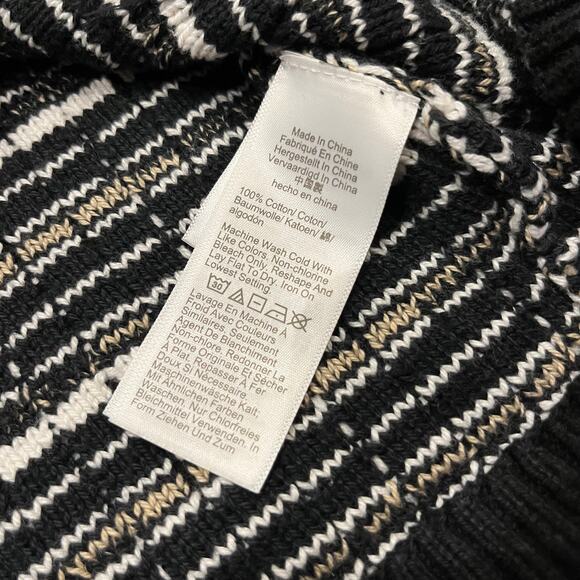 Made In China
Fabriqué En Chine
Hergestellt In China
Vervaardigd In China
中国製
hecho en china
100% Cotton/ Coton/
Baumwolle/ Katoen/ 綿/
algodón
Machine Wash Cold With
Like Colors. Non-chlorine
Bleach Only, Reshape And
Lay Flat To Dry. Iron On
Lowest Setting.
30
Lavage En Machine À
Froid Avec Couleurs
Similaires, Seulement
Agent De Blanchiment
Non-chlore. Redonner La
Forme Originale Et Sécher
À Plat. Repasser À Fer
Doux Si Nécessaire.
Maschinenwäsche Kalt;
Mit Ähnlichen Farben
Waschen. Nur Chlorfreies
Bleichmittel Verwenden. In
Form Ziehen Und Zum